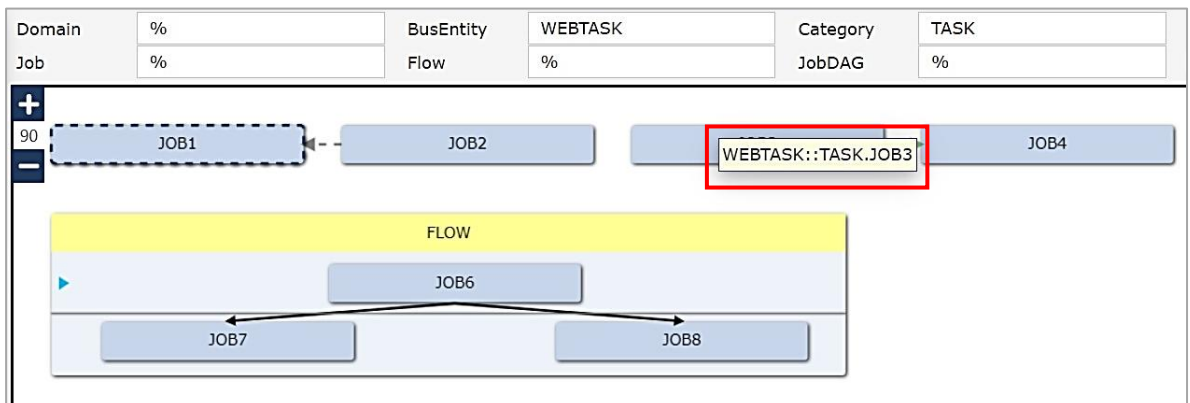 Domain % BusEntity WEBTASK Category TASK
Job % Flow % JobDAG %
+
90
JOB1 JOB2 JOB4
WEBTASK::TASK.JOB3
FLOW
JOB6
JOB7 JOB8